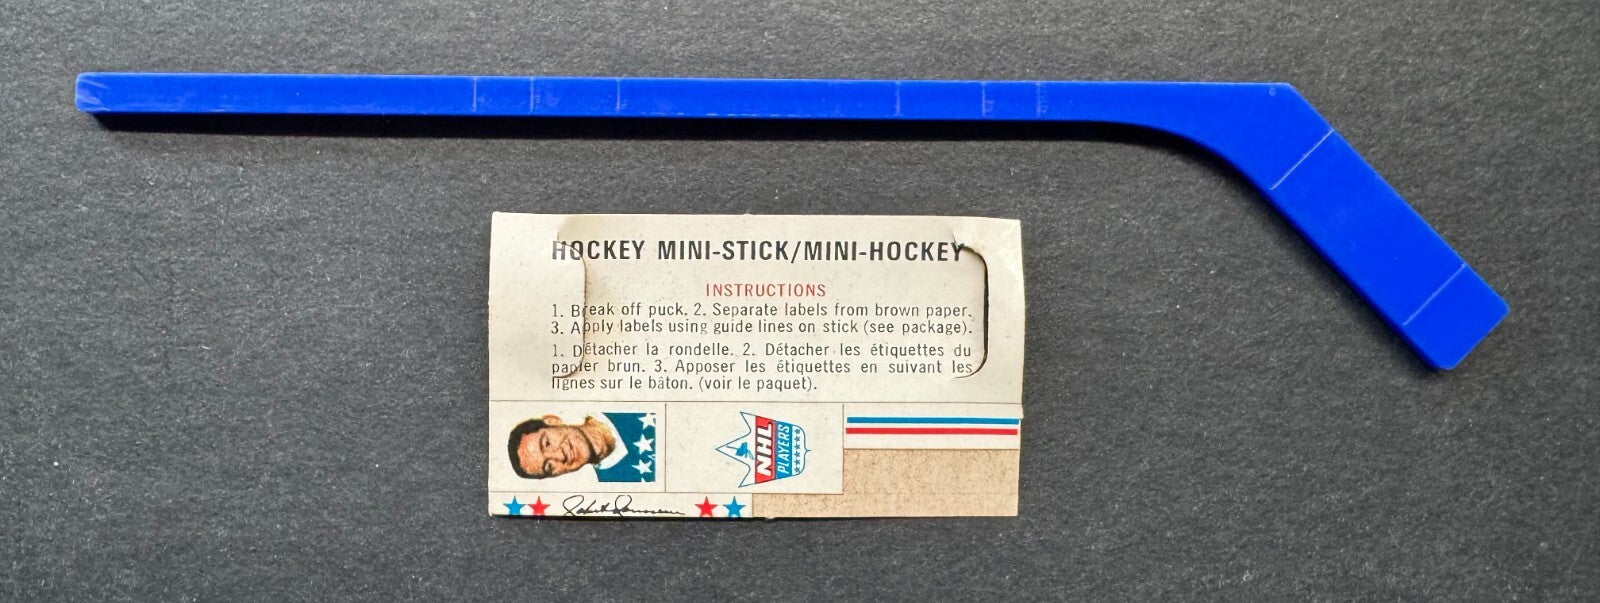 HOCKEY MINI-STICK/MINI-HOCKEY
INSTRUCTIONS
1. Break off puck. 2. Separate labels from brown paper.
3. Apply labels using guide lines on stick (see package).
1. Détacher la rondelle. 2. Détacher les étiquettes du
papier brun. 3. Apposer les étiquettes en suivant les
lignes sur le bâton. (voir le paquet).
NHL
PLAYERS
Robert Rousseau